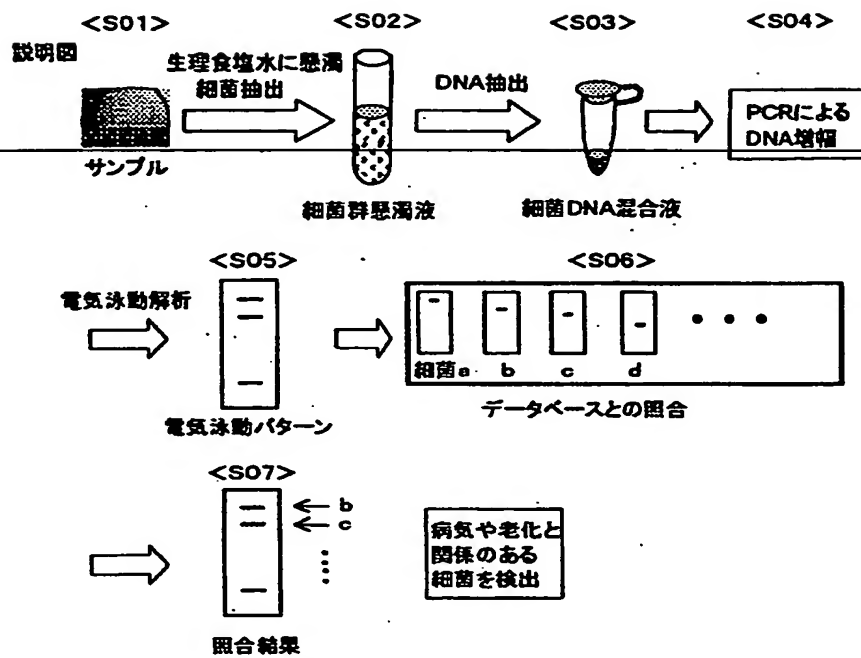 <S01>
<S02>
<S03>
<S04>
説明図
生理食塩水に懸濁
細菌抽出
DNA抽出
PCRによる
DNA増幅
サンプル
細菌群懸濁液
細菌DNA混合液
<S05>
<S06>
電気泳動解析
細菌a
b
c
d
電気泳動パターン
データベースとの照合
<S07>
b
c
病気や老化と
関係のある
細菌を検出
照合結果